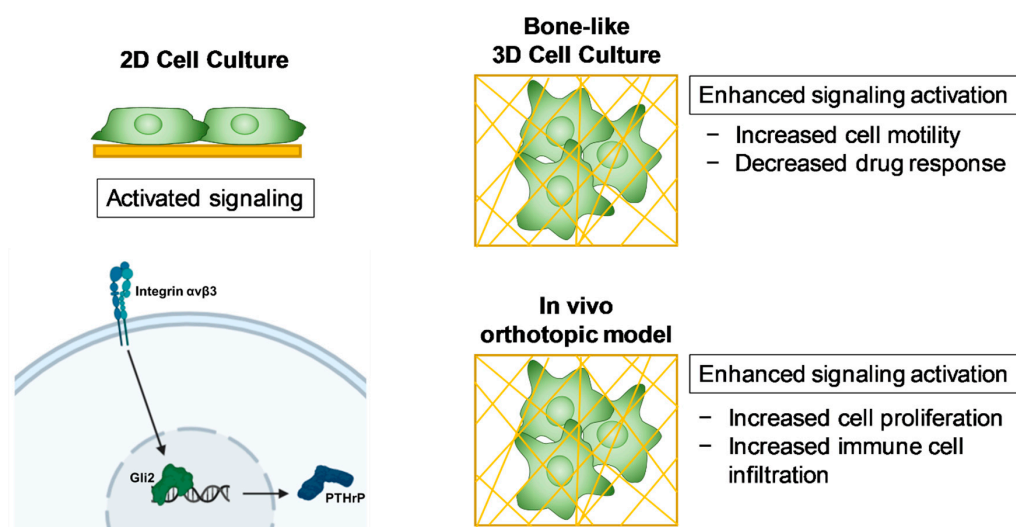 2D Cell Culture
Activated signaling
Integrin αvβ3
Gli2
PTHrP
Bone-like
3D Cell Culture
Enhanced signaling activation
– Increased cell motility
– Decreased drug response
In vivo
orthotopic model
Enhanced signaling activation
– Increased cell proliferation
– Increased immune cell
infiltration